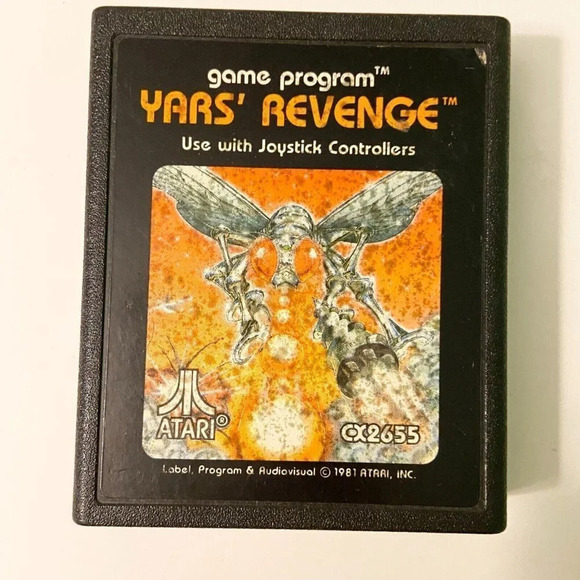 game program™
YARS' REVENGE™
Use with Joystick Controllers
ATARI®
CX2655
Label, Program & Audiovisual © 1981 ATARI, INC.